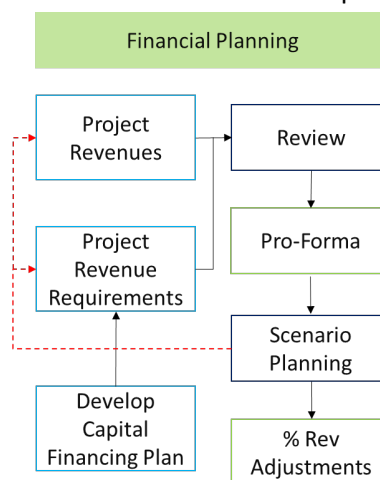 Financial Planning
Project
Revenues
Review
Project
Revenue
Requirements
Pro-Forma
Scenario
Planning
Develop
Capital
Financing Plan
% Rev
Adjustments